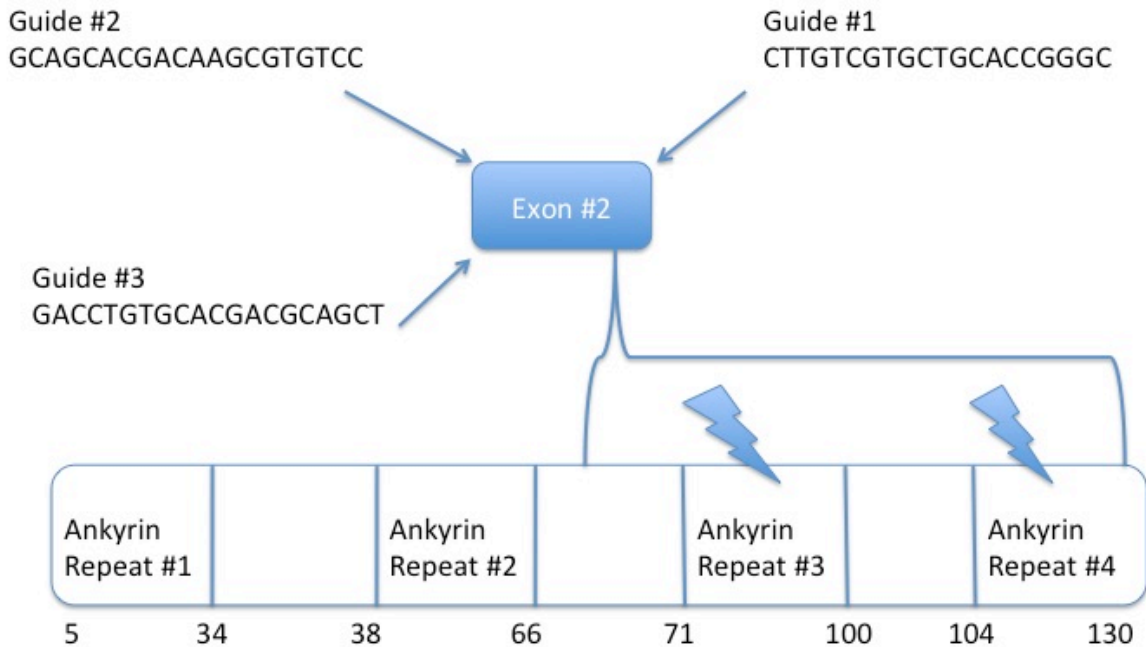 Guide #2
GCAGCACGACAAGCGTGTCC
Guide #1
CTTGTCGTGCTGCACCGGGC
Exon #2
Guide #3
GACCTGTGCACGACGCAGCT
Ankyrin
Repeat #1
Ankyrin
Repeat #2
Ankyrin
Repeat #3
Ankyrin
Repeat #4
5 34 38 66 71 100 104 130